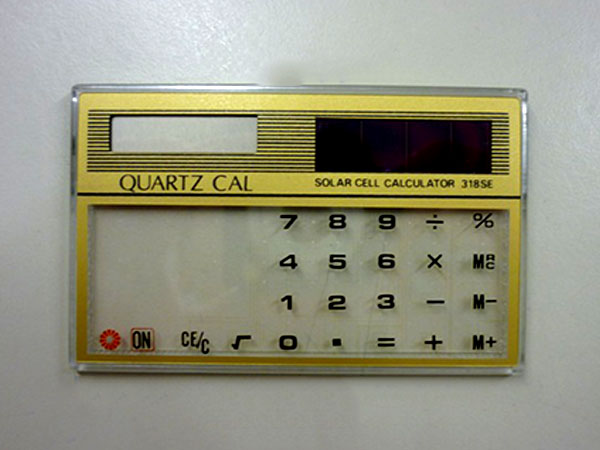 QUARTZ CAL
SOLAR CELL CALCULATOR 318SE
7 8 9 ÷ %
4 5 6 × MRC
1 2 3 − M−
ON CE/C √ 0 . = + M+